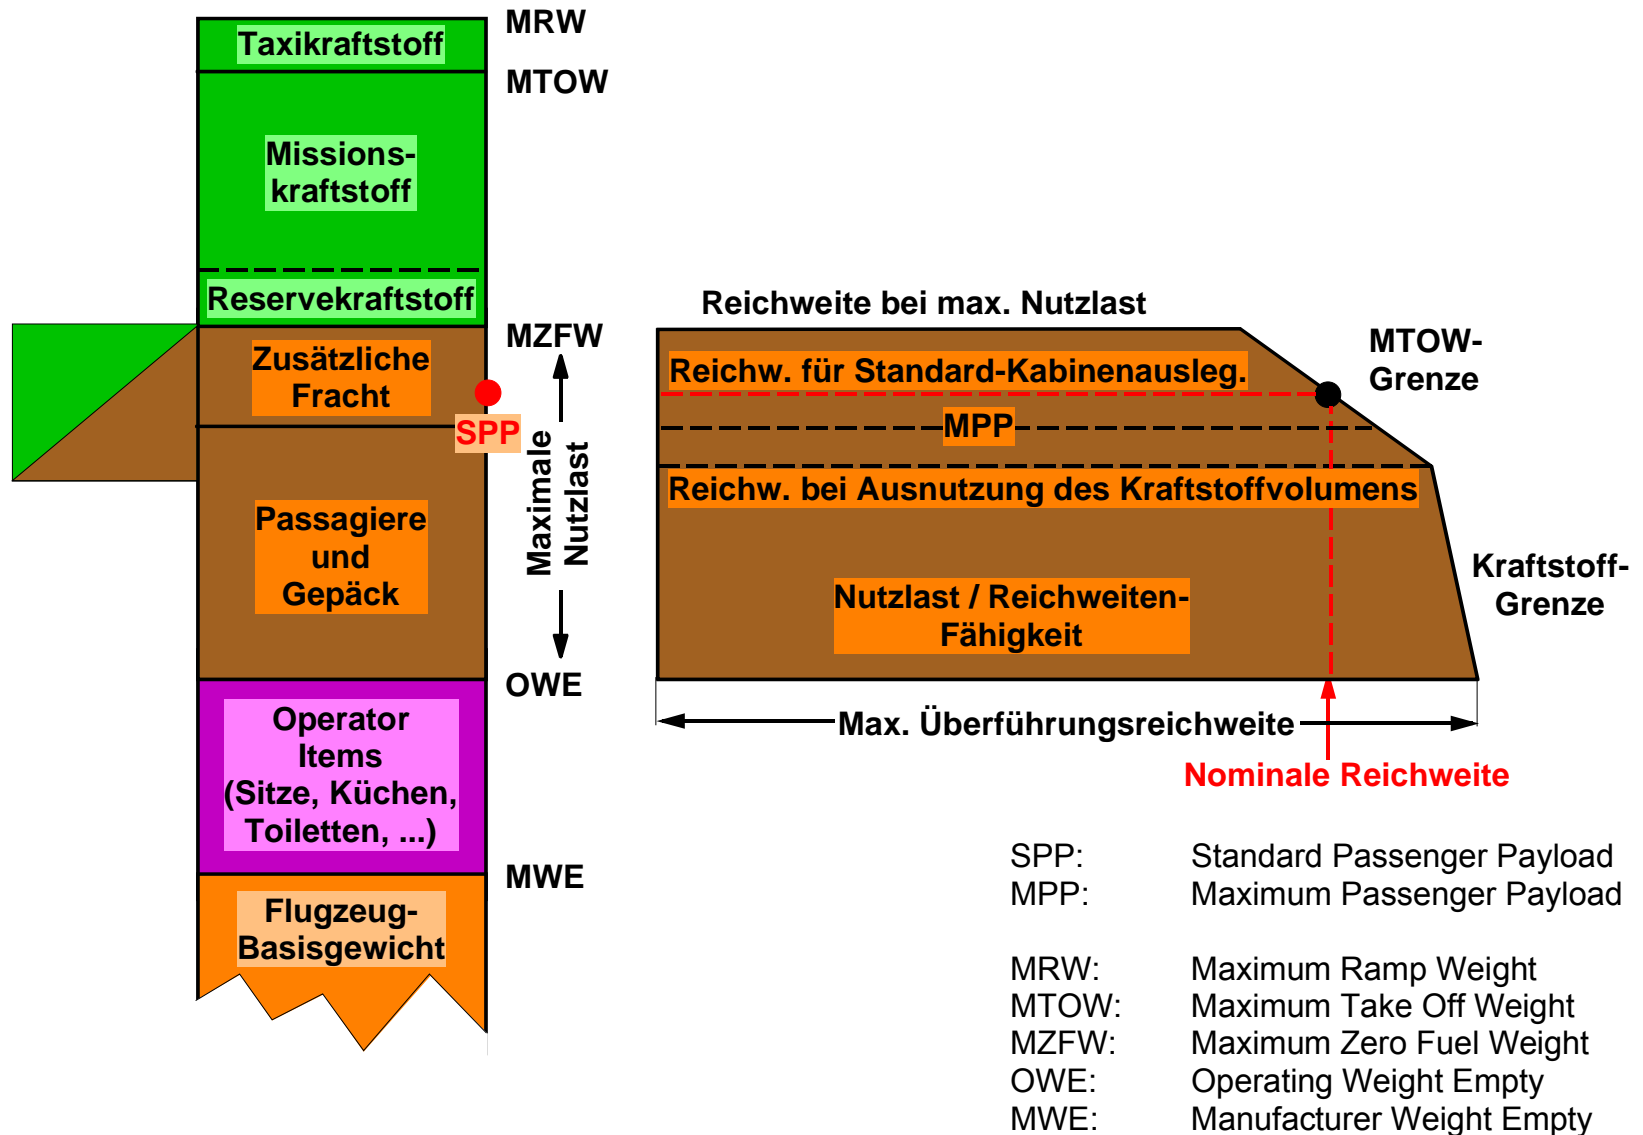 MRW
Taxikraftstoff
MTOW
Missions-
kraftstoff
Reservekraftstoff
MZFW
Zusätzliche
Fracht
SPP
Maximale
Nutzlast
Passagiere
und
Gepäck
OWE
Operator
Items
(Sitze, Küchen,
Toiletten, ...)
MWE
Flugzeug-
Basisgewicht
Reichweite bei max. Nutzlast
MTOW-
Grenze
Reichw. für Standard-Kabinenausleg.
MPP
Reichw. bei Ausnutzung des Kraftstoffvolumens
Kraftstoff-
Grenze
Nutzlast / Reichweiten-
Fähigkeit
Max. Überführungsreichweite
Nominale Reichweite
SPP: Standard Passenger Payload
MPP: Maximum Passenger Payload
MRW: Maximum Ramp Weight
MTOW: Maximum Take Off Weight
MZFW: Maximum Zero Fuel Weight
OWE: Operating Weight Empty
MWE: Manufacturer Weight Empty